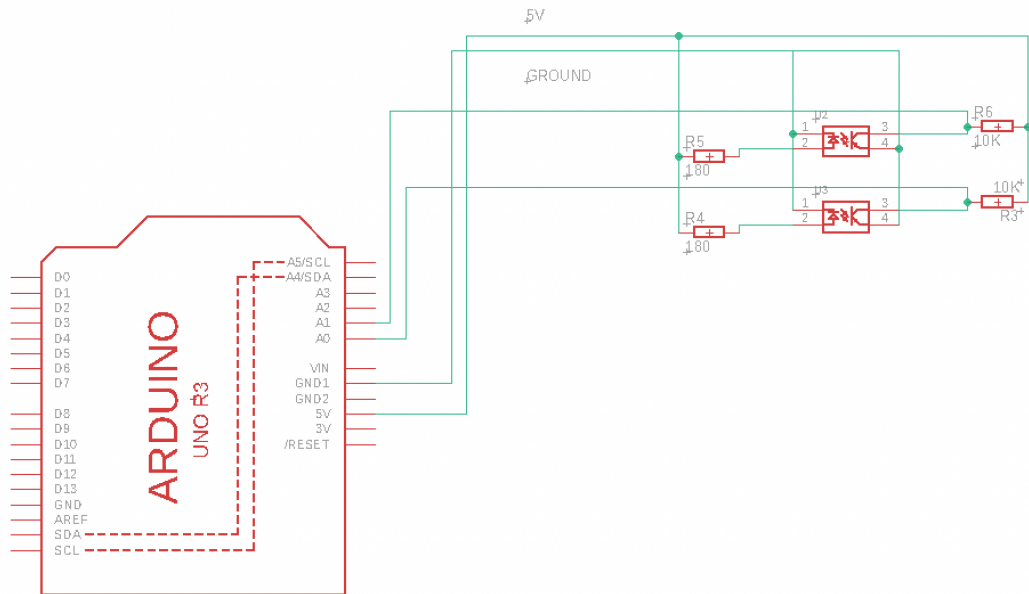 5V
GROUND
R6
10K
U2
1
2
3
4
R5
180
10K
R3
U3
1
2
3
4
R4
180
A5/SCL
A4/SDA
A3
A2
A1
A0
VIN
GND1
GND2
5V
3V
/RESET
D0
D1
D2
D3
D4
D5
D6
D7
D8
D9
D10
D11
D12
D13
GND
AREF
SDA
SCL
ARDUINO
UNO R3